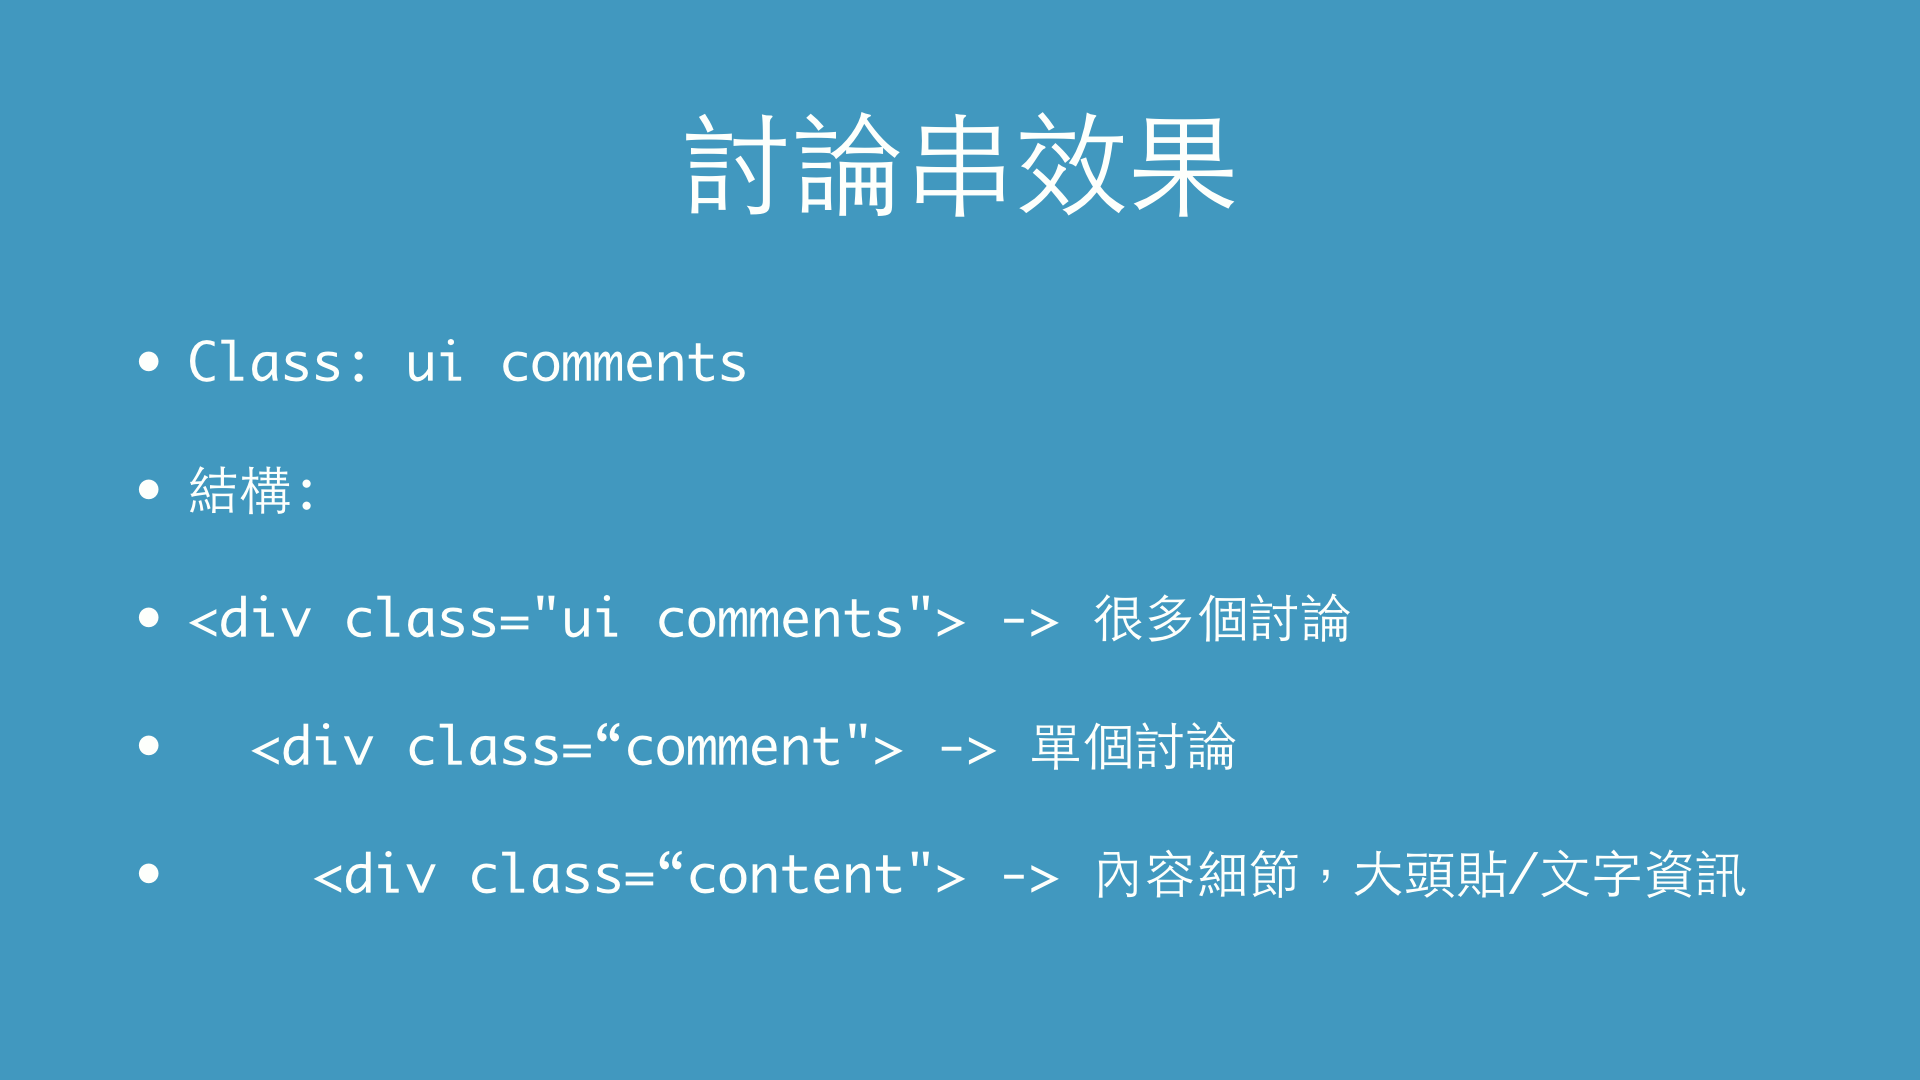 討論串效果
• Class: ui comments
• 結構:
• <div class="ui comments"> -> 很多個討論
•   <div class=“comment"> -> 單個討論
•     <div class=“content"> -> 內容細節，大頭貼/文字資訊